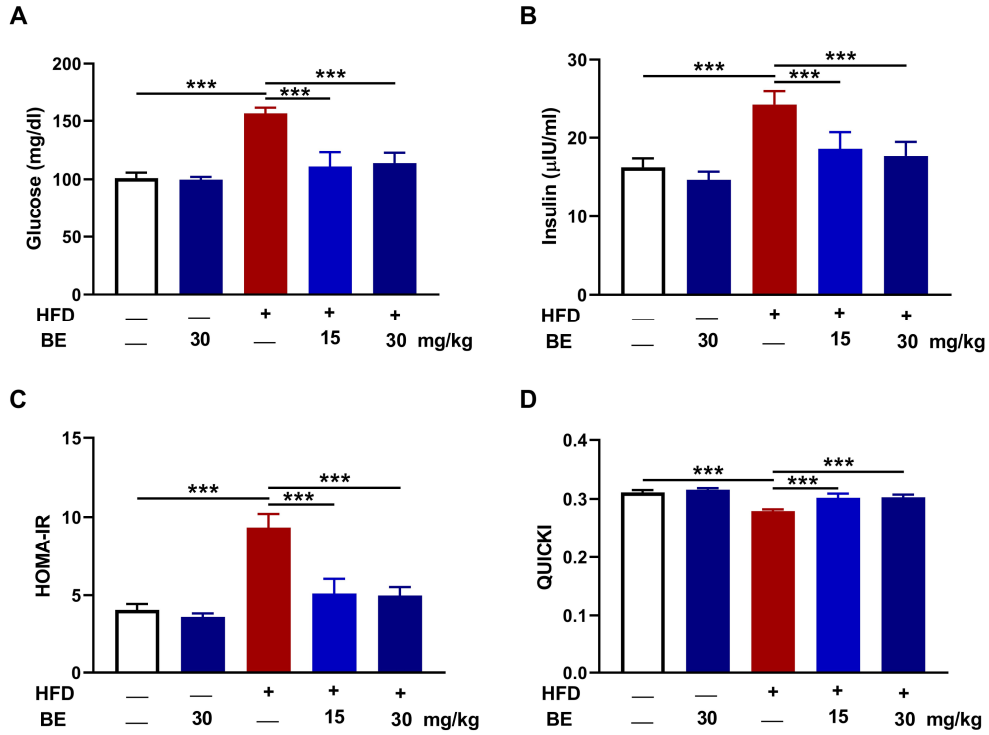 A
Glucose (mg/dl)
200
150
100
50
0
***
***
***
HFD — — + + +
BE — 30 — 15 30 mg/kg
B
Insulin (μIU/ml)
30
20
10
0
***
***
***
HFD — — + + +
BE — 30 — 15 30 mg/kg
C
HOMA-IR
15
10
5
0
***
***
***
HFD — — + + +
BE — 30 — 15 30 mg/kg
D
QUICKI
0.4
0.3
0.2
0.1
0.0
***
***
***
HFD — — + + +
BE — 30 — 15 30 mg/kg